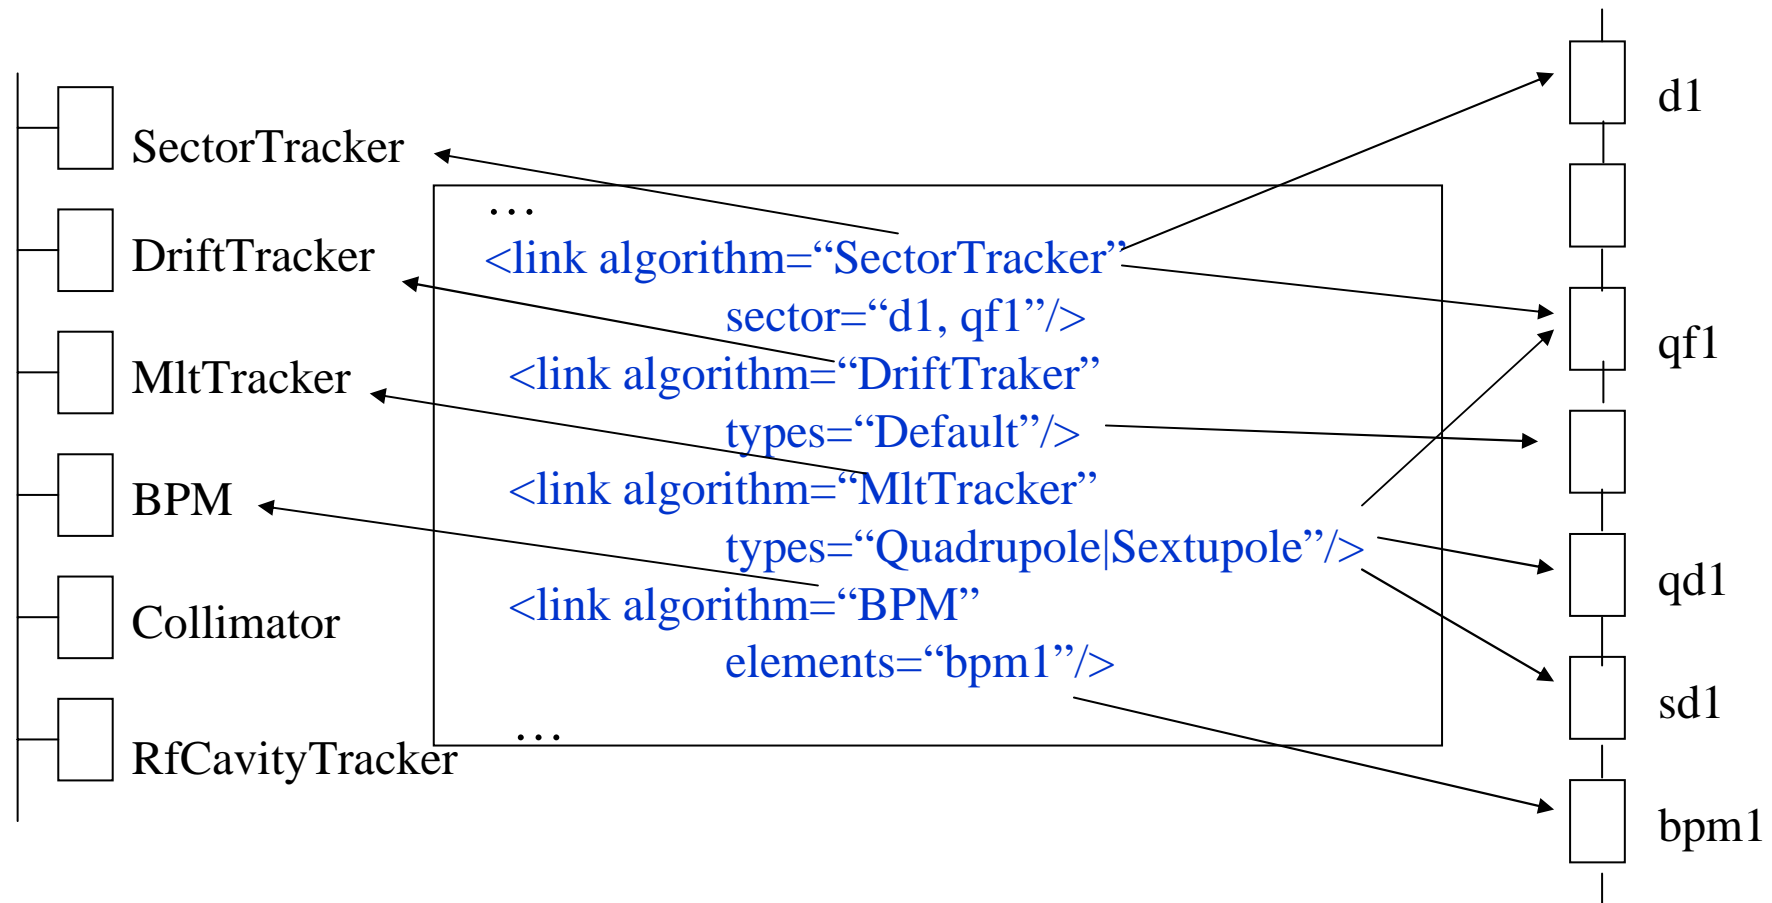 SectorTracker
DriftTracker
MltTracker
BPM
Collimator
RfCavityTracker
…
<link algorithm=“SectorTracker”
sector=“d1, qf1”/>
<link algorithm=“DriftTraker”
types=“Default”/>
<link algorithm=“MltTracker”
types=“Quadrupole|Sextupole”/>
<link algorithm=“BPM”
elements=“bpm1”/>
…
d1
qf1
qd1
sd1
bpm1